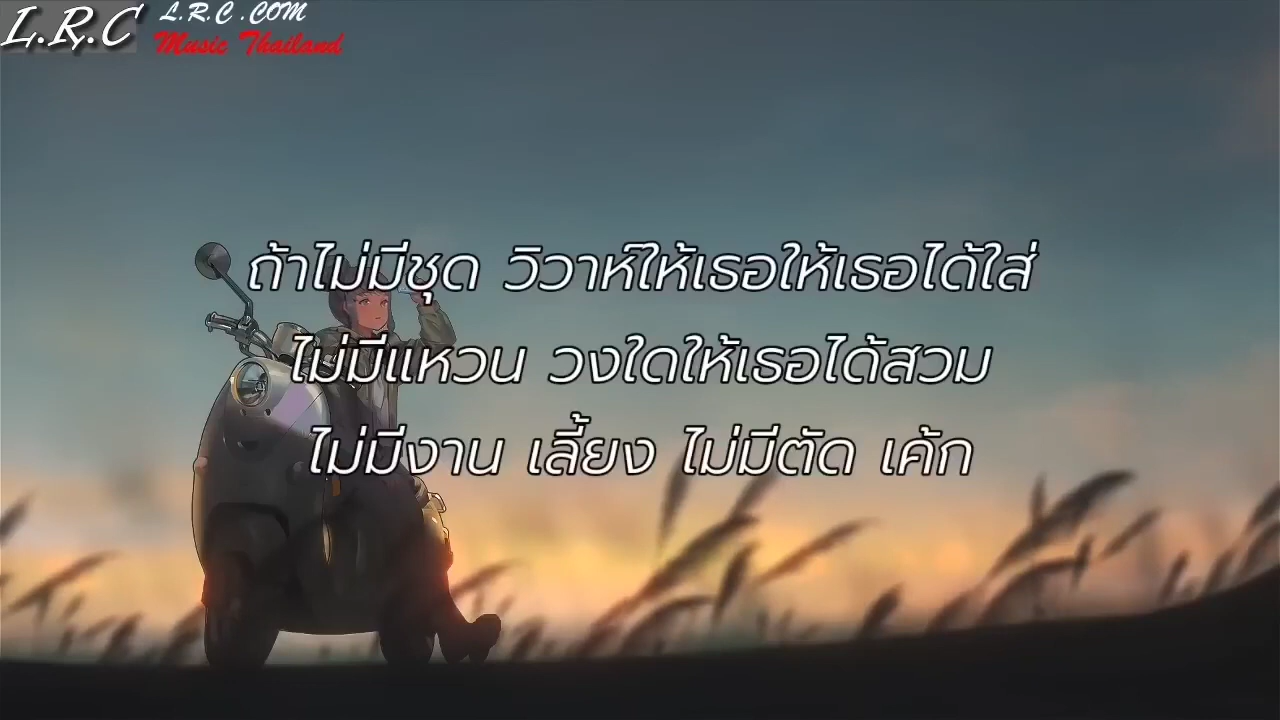 L.R.C
L.R.C .COM
Music Thailand
ถ้าไม่มีชุด วิวาห์ให้เธอให้เธอได้ใส่
ไม่มีแหวน วงใดให้เธอได้สวม
ไม่มีงาน เลี้ยง ไม่มีตัด เค้ก